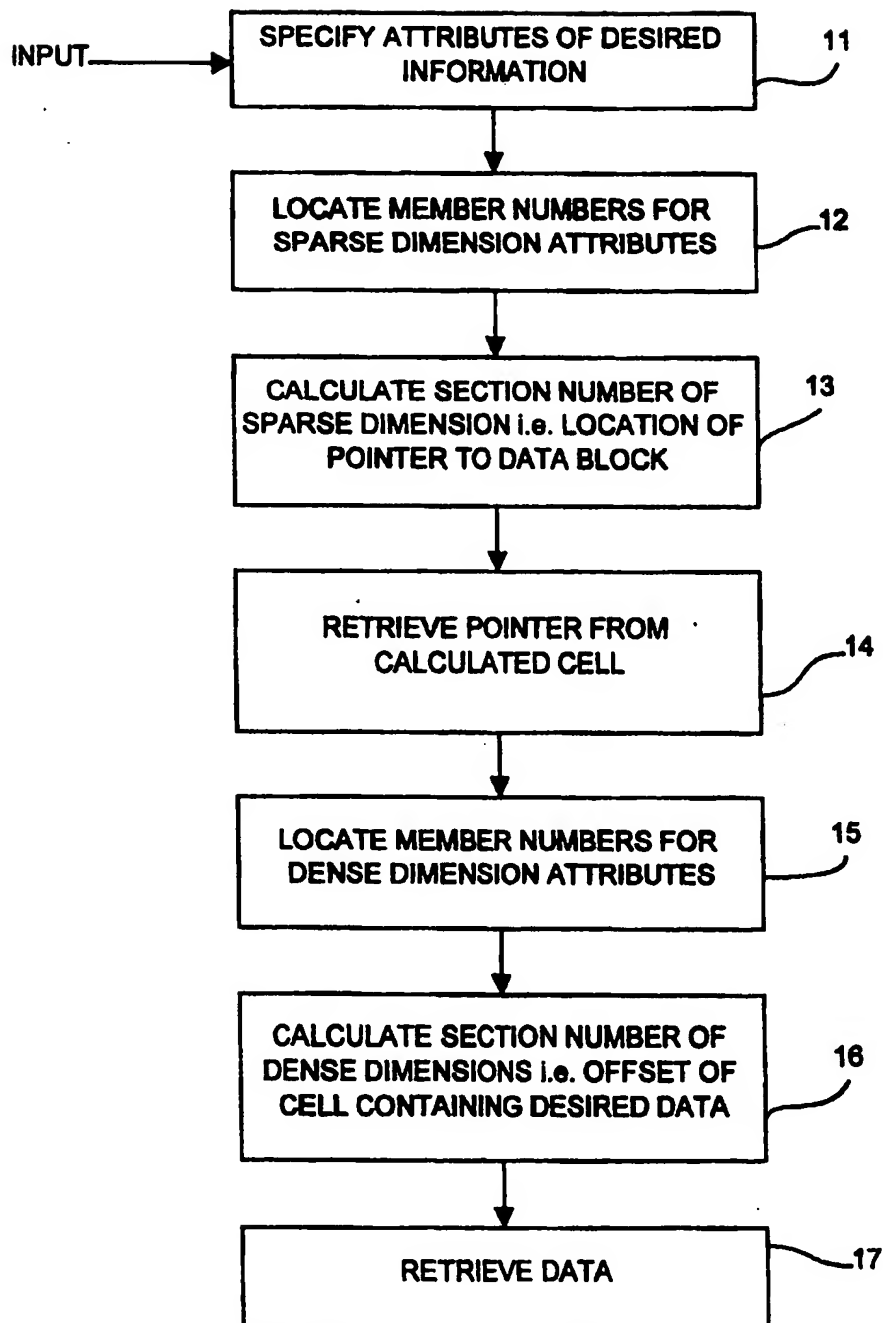 INPUT
SPECIFY ATTRIBUTES OF DESIRED
INFORMATION
11
LOCATE MEMBER NUMBERS FOR
SPARSE DIMENSION ATTRIBUTES
12
CALCULATE SECTION NUMBER OF
SPARSE DIMENSION i.e. LOCATION OF
POINTER TO DATA BLOCK
13
RETRIEVE POINTER FROM
CALCULATED CELL
14
LOCATE MEMBER NUMBERS FOR
DENSE DIMENSION ATTRIBUTES
15
CALCULATE SECTION NUMBER OF
DENSE DIMENSIONS i.e. OFFSET OF
CELL CONTAINING DESIRED DATA
16
RETRIEVE DATA
17